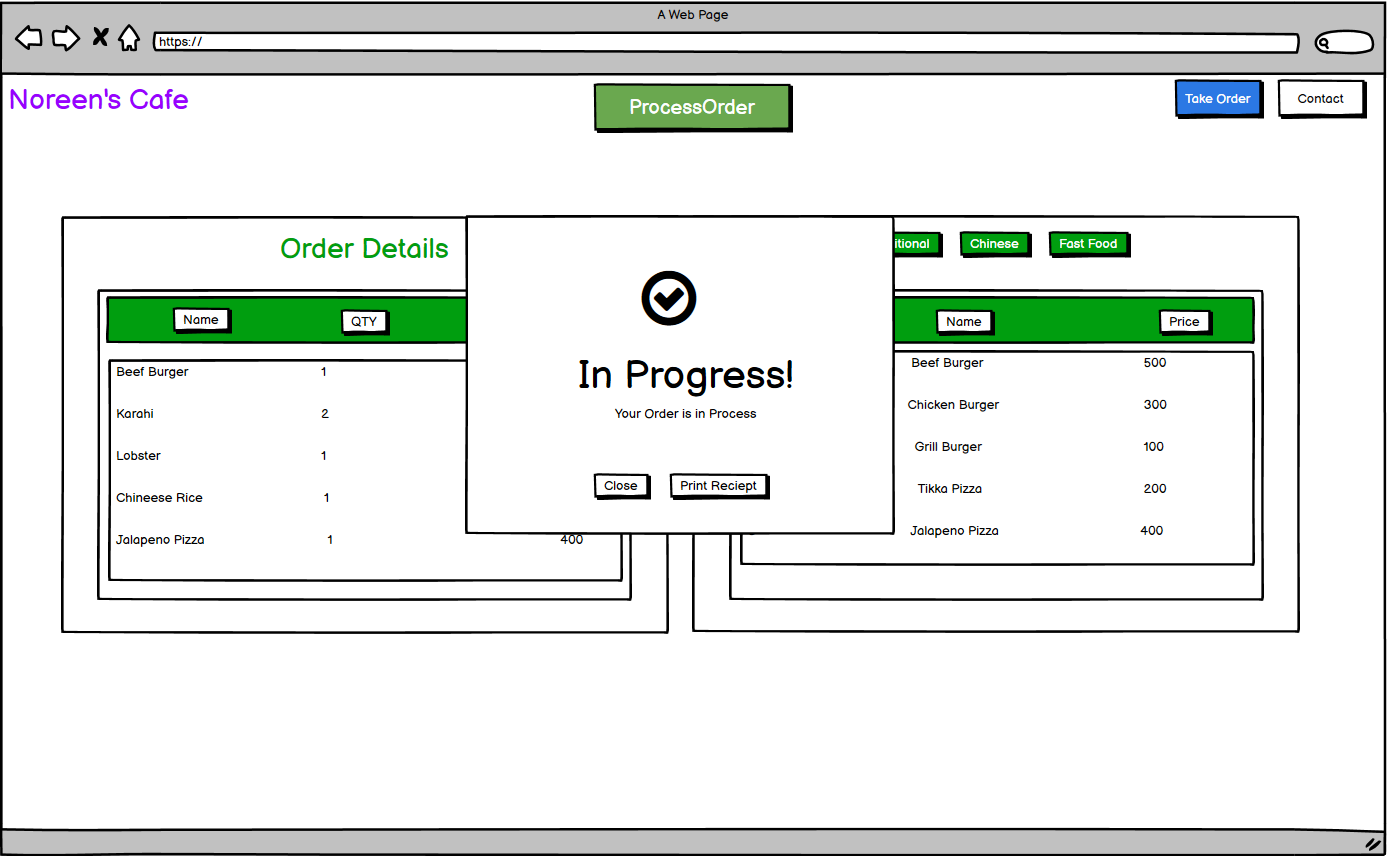 A Web Page
https://
Noreen's Cafe
ProcessOrder
Take Order
Contact
Order Details
itional
Chinese
Fast Food
Name
QTY
Name
Price
Beef Burger 1
Karahi 2
Lobster 1
Chineese Rice 1
Jalapeno Pizza 1 400
In Progress!
Your Order is in Process
Close
Print Reciept
Beef Burger 500
Chicken Burger 300
Grill Burger 100
Tikka Pizza 200
Jalapeno Pizza 400